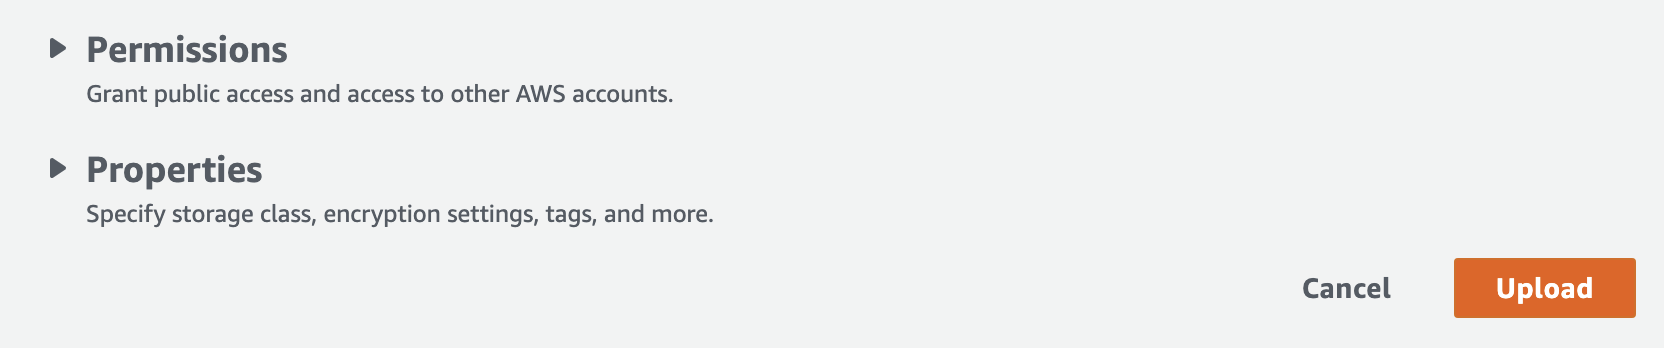 Permissions
Grant public access and access to other AWS accounts.
Properties
Specify storage class, encryption settings, tags, and more.
Cancel
Upload